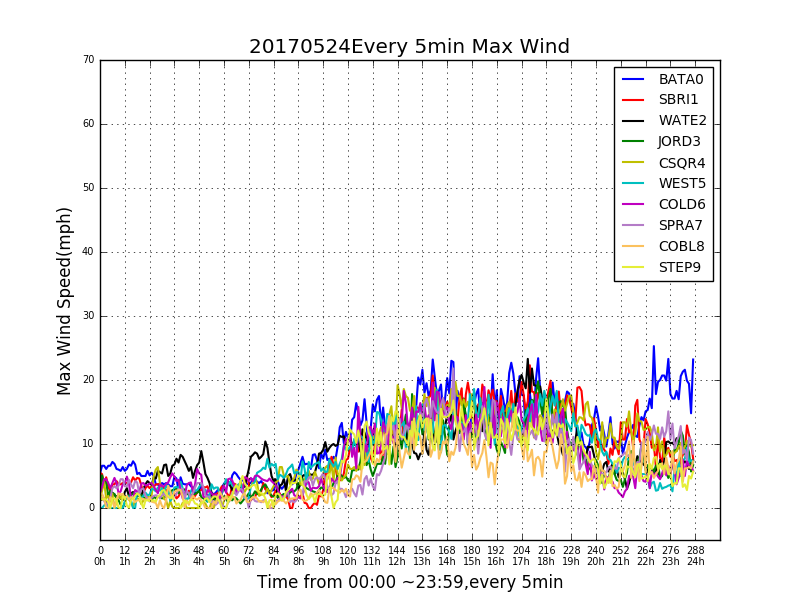 20170524Every 5min Max Wind
70
60
50
40
30
20
10
0
Max Wind Speed(mph)
BATA0
SBRI1
WATE2
JORD3
CSQR4
WEST5
COLD6
SPRA7
COBL8
STEP9
0 12 24 36 48 60 72 84 96 108 120 132 144 156 168 180 192 204 216 228 240 252 264 276 288
0h 1h 2h 3h 4h 5h 6h 7h 8h 9h 10h 11h 12h 13h 14h 15h 16h 17h 18h 19h 20h 21h 22h 23h 24h
Time from 00:00 ~23:59,every 5min